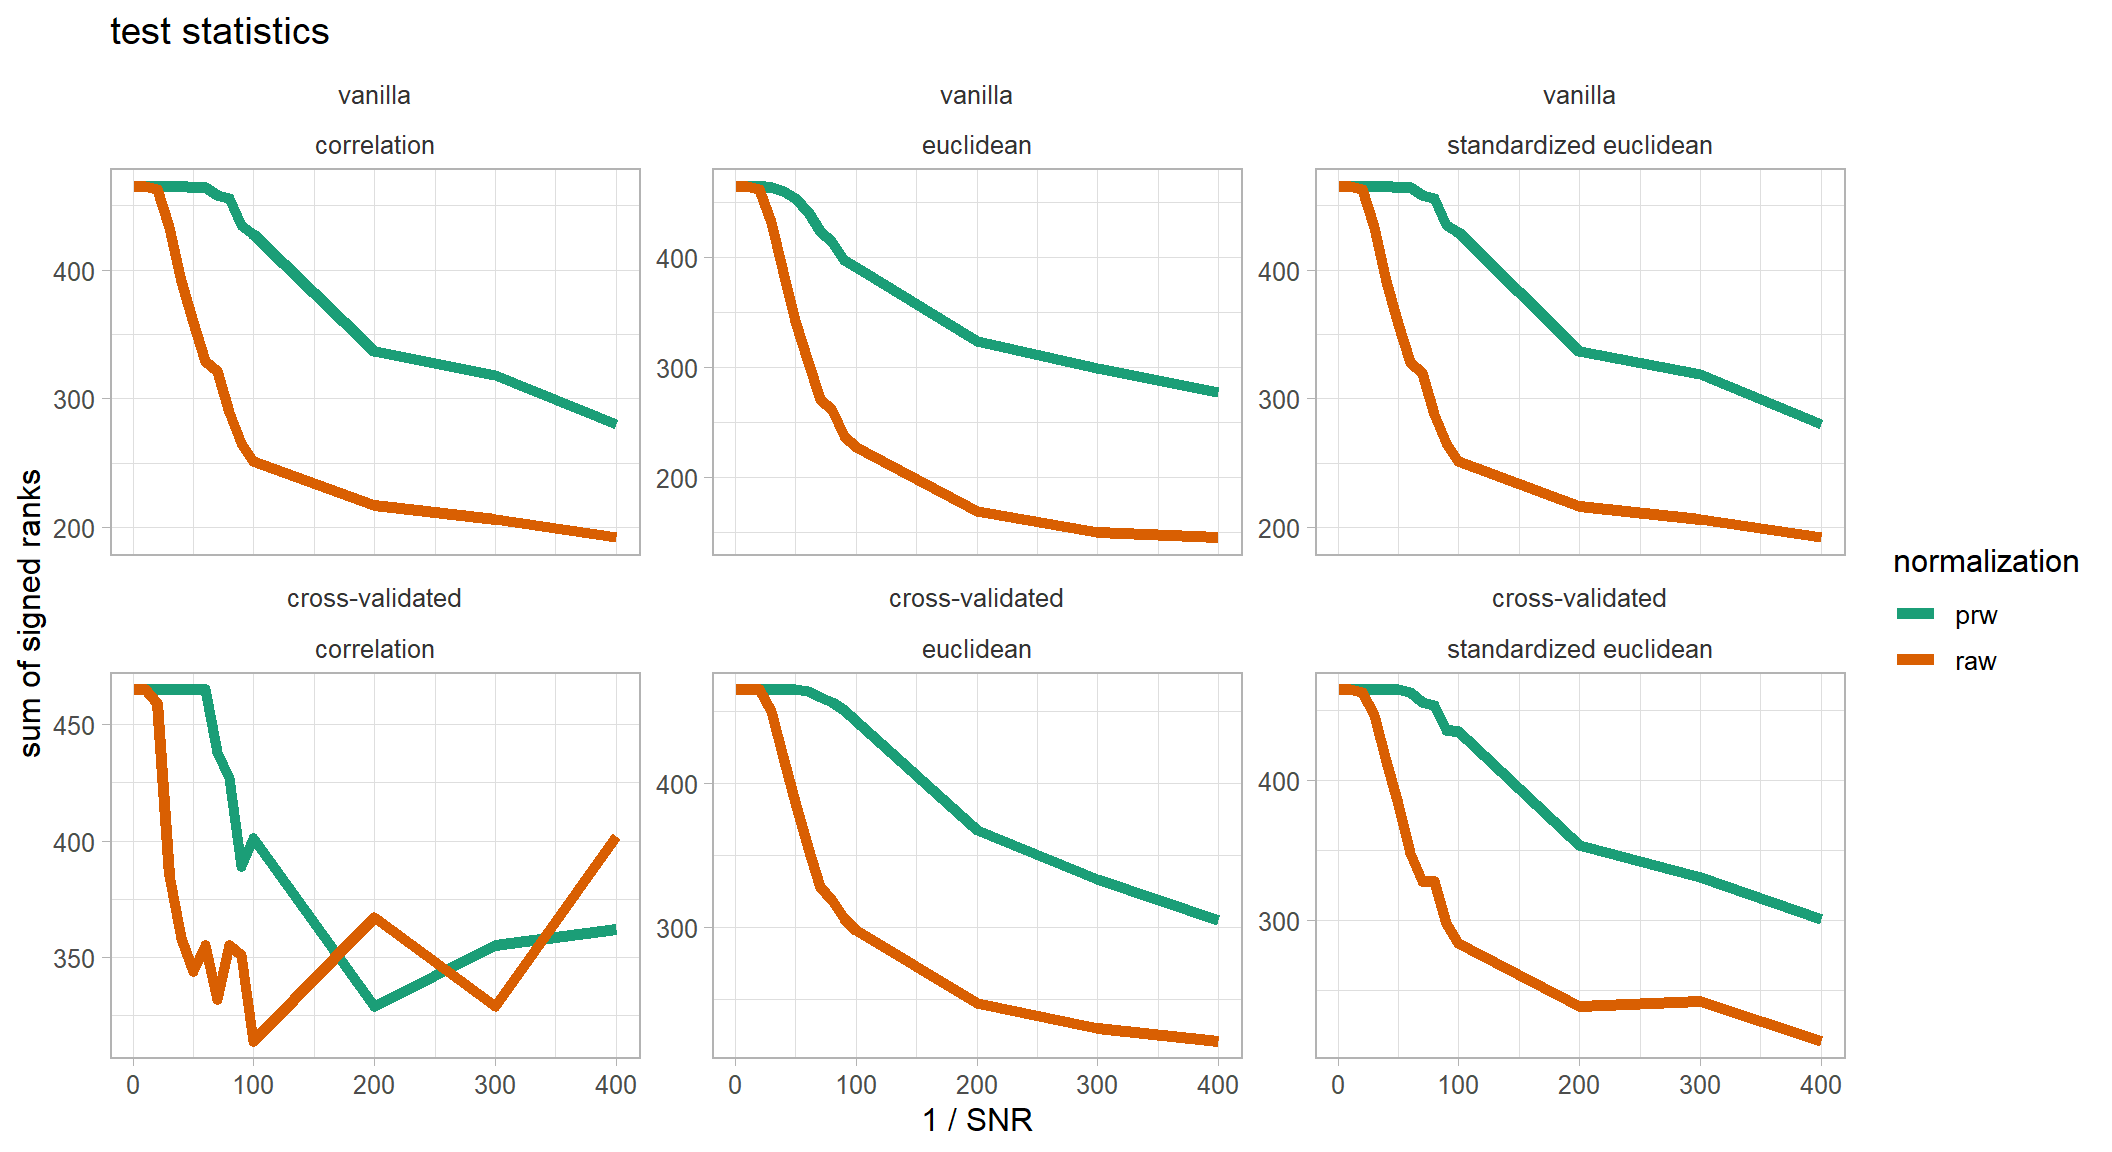 test statistics
vanilla
correlation
vanilla
euclidean
vanilla
standardized euclidean
400
300
200
400
300
200
400
300
200
cross-validated
correlation
cross-validated
euclidean
cross-validated
standardized euclidean
450
400
350
400
300
400
300
0 100 200 300 400
0 100 200 300 400
0 100 200 300 400
1 / SNR
sum of signed ranks
normalization
prw
raw